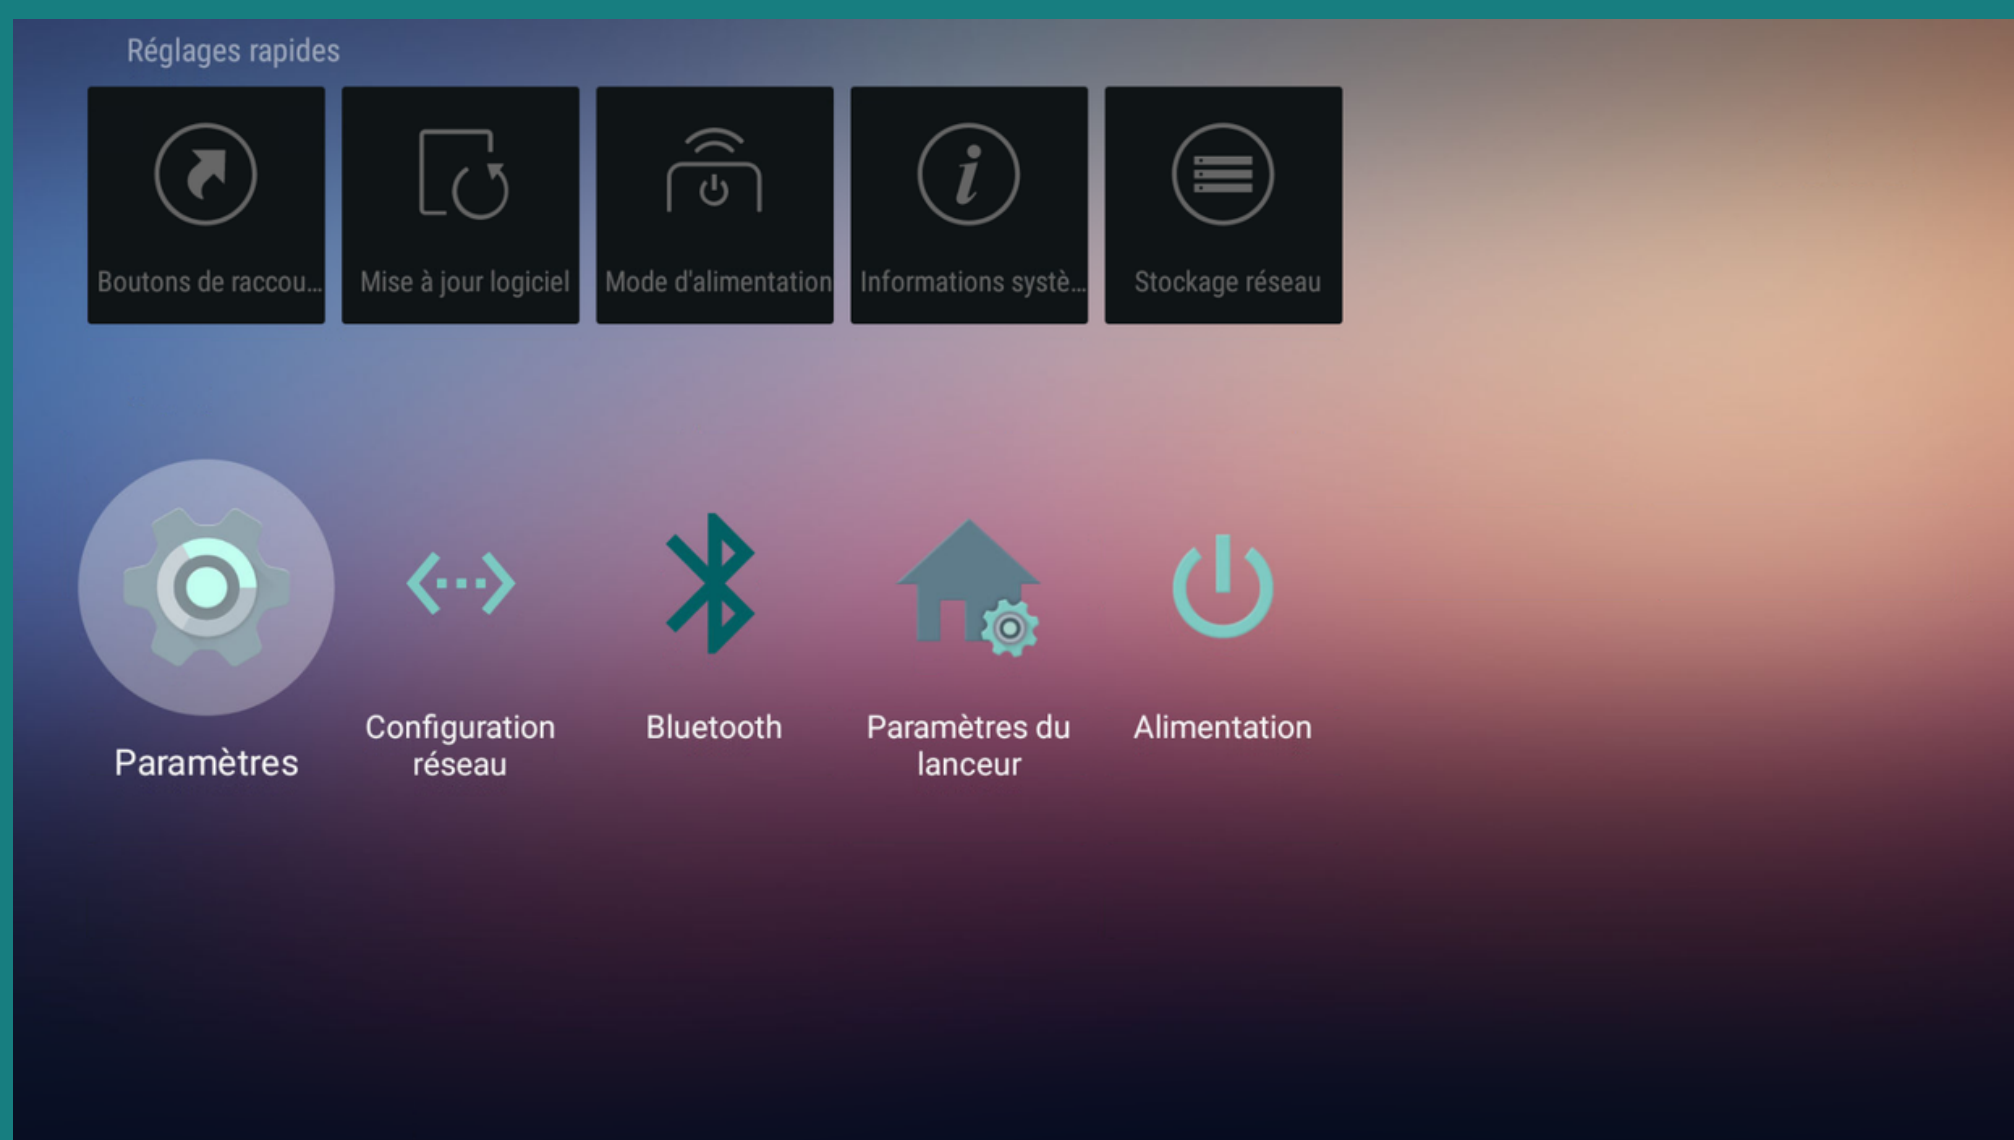 Réglages rapides
Boutons de raccou...
Mise à jour logiciel
Mode d'alimentation
Informations systè...
Stockage réseau
Paramètres
Configuration
réseau
Bluetooth
Paramètres du
lanceur
Alimentation